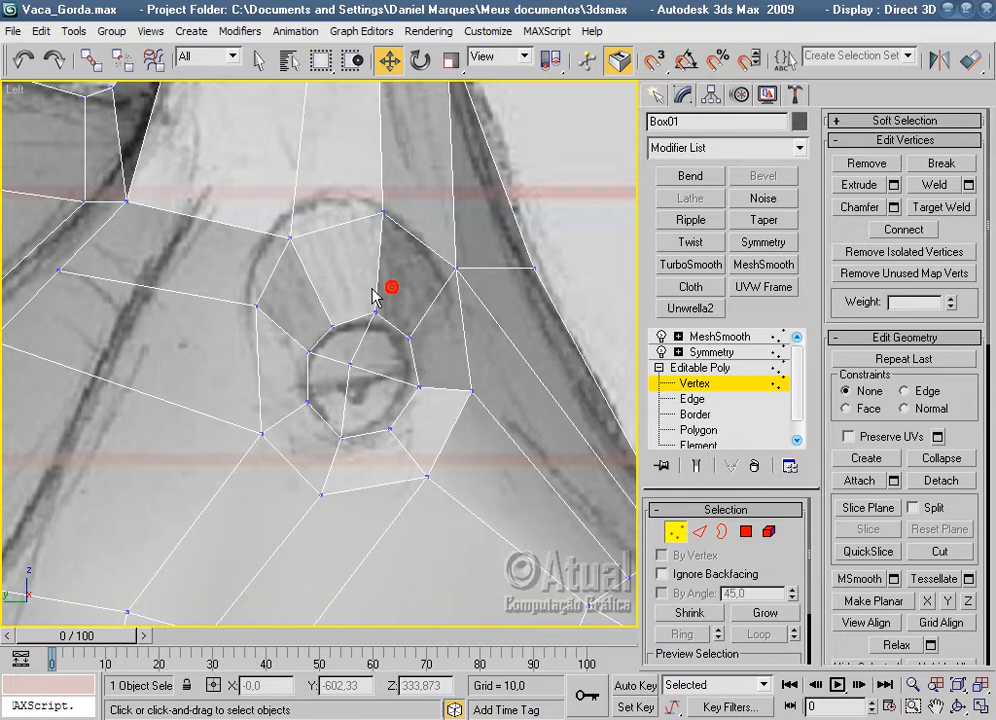 Vaca_Gorda.max - Project Folder: C:\Documents and Settings\Daniel Marques\Meus documentos\3dsmax - Autodesk 3ds Max 2009 - Display : Direct 3D
File Edit Tools Group Views Create Modifiers Animation Graph Editors Rendering Customize MAXScript Help
All View Create Selection Set
Left
Box01
Modifier List
Bend Bevel
Lathe Noise
Ripple Taper
Twist Symmetry
TurboSmooth MeshSmooth
Cloth UVW Frame
Unwrella2
MeshSmooth
Symmetry
Editable Poly
Vertex
Edge
Border
Polygon
Element
Selection
By Vertex
Ignore Backfacing
By Angle: 45,0
Shrink Grow
Ring Loop
Preview Selection
Soft Selection
Edit Vertices
Remove Break
Extrude Weld
Chamfer Target Weld
Connect
Remove Isolated Vertices
Remove Unused Map Verts
Weight:
Edit Geometry
Repeat Last
Constraints
None Edge
Face Normal
Preserve UVs
Create Collapse
Attach Detach
Slice Plane Split
Slice Reset Plane
QuickSlice Cut
MSmooth Tessellate
Make Planar X Y Z
View Align Grid Align
Relax
Atual
Computação Gráfica
z
y x
0 / 100
0 10 20 30 40 50 60 70 80 90 100
1 Object Sele X: -0,0 Y: -602,33 Z: 333,873 Grid = 10,0 Auto Key Selected
AXScript. Click or click-and-drag to select objects Add Time Tag Set Key Key Filters... 0